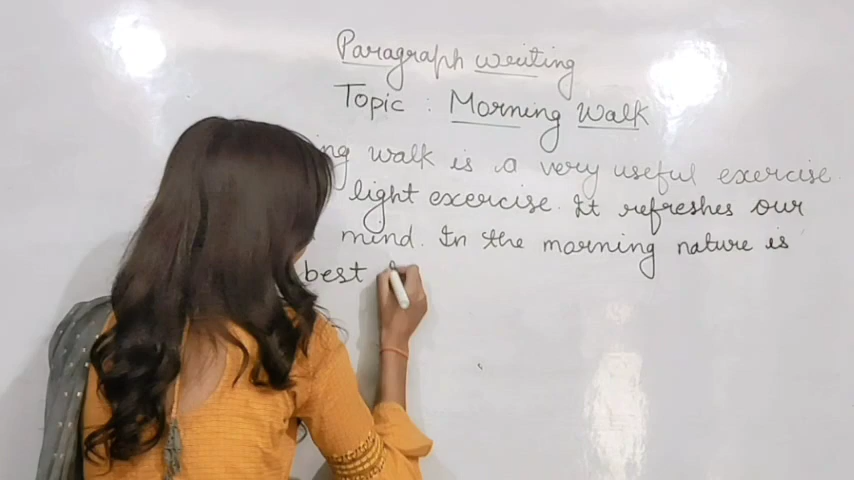 Paragraph writing
Topic : Morning Walk
ng walk is a very useful exercise
light exercise. It refreshes our
mind. In the morning nature is
best